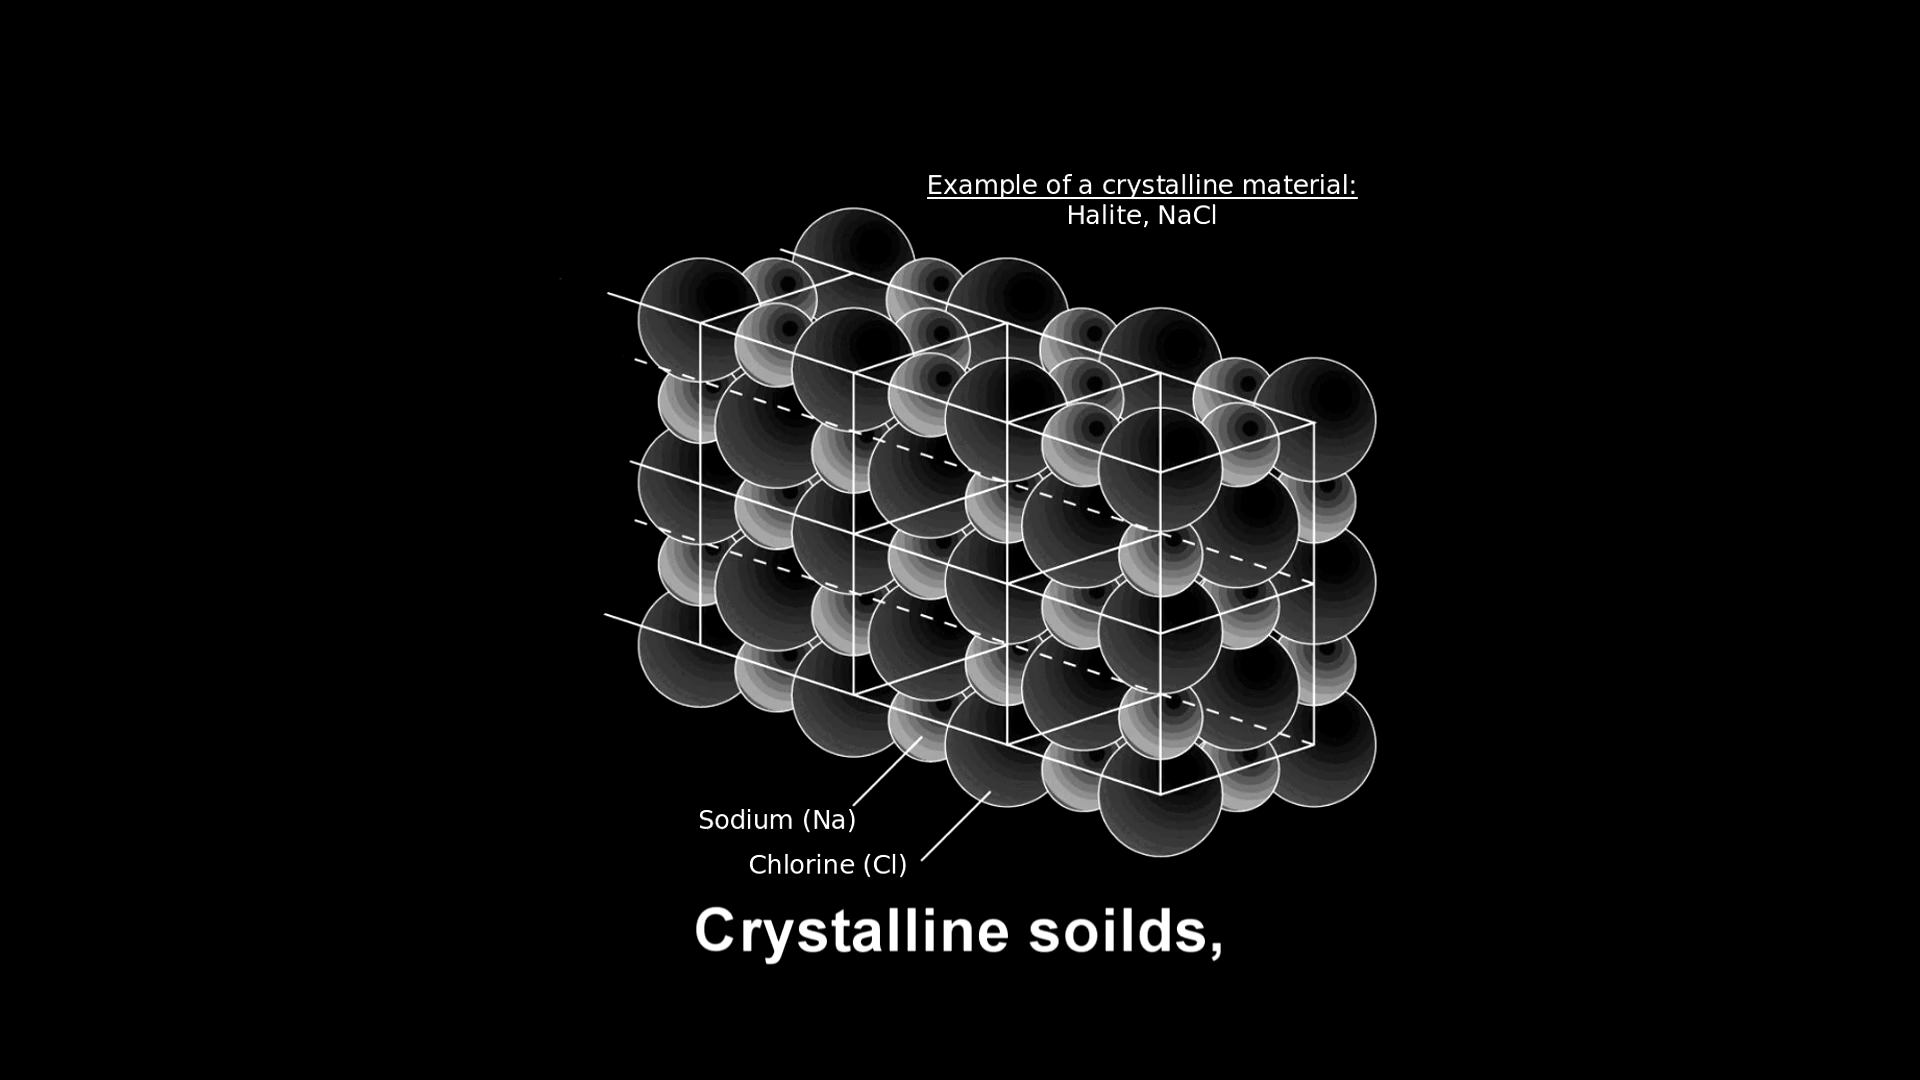 Example of a crystalline material:
Halite, NaCl
Sodium (Na)
Chlorine (Cl)
Crystalline soilds,